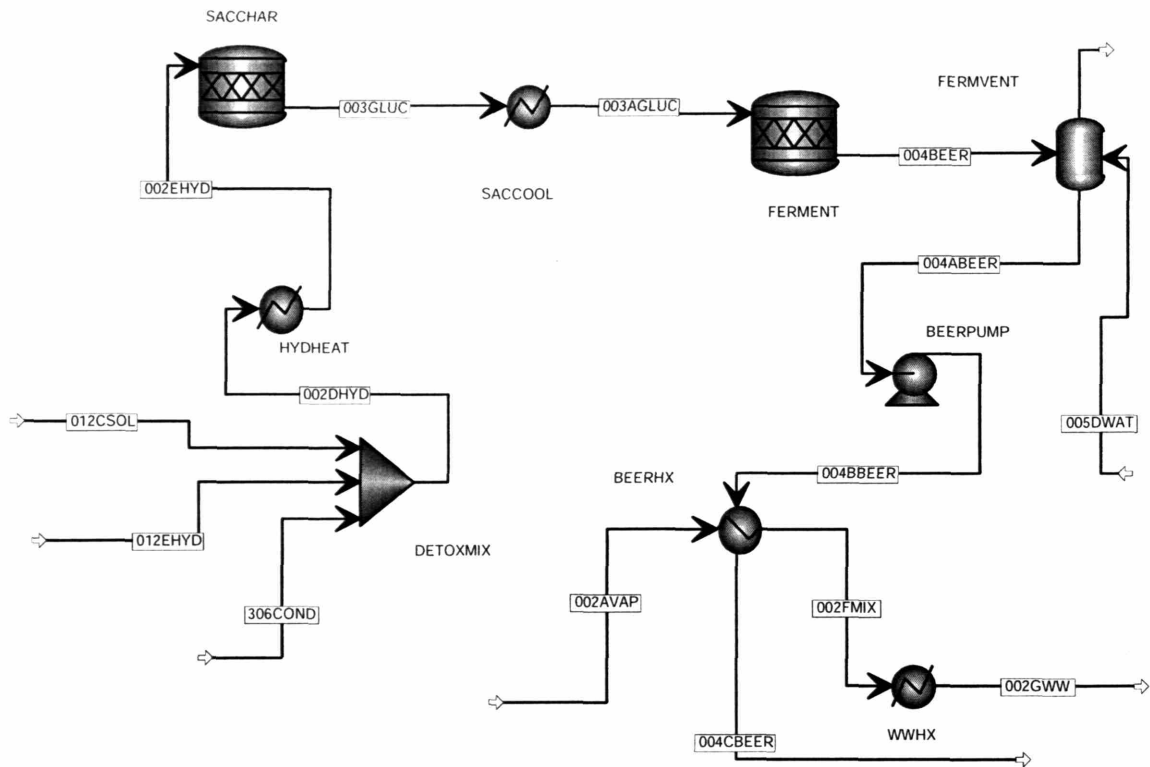 SACCHAR
FERMVENT
003GLUC
003AGLUC
004BEER
002EHYD
SACCOOL
FERMENT
004ABEER
HYDHEAT
BEERPUMP
002DHYD
012CSOL
005DWAT
BEERHX
004BBEER
012EHYD
DETOXMIX
002AVAP
002FMIX
306COND
002GWW
WWHX
004CBEER